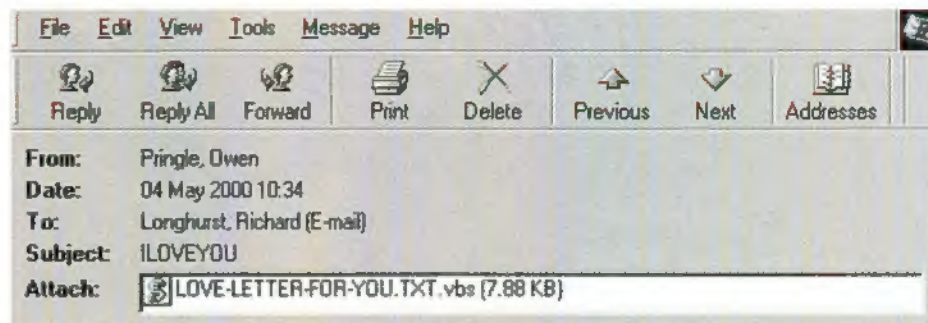 File Edit View Tools Message Help
Reply Reply All Forward Print Delete Previous Next Addresses
From: Pringle, Owen
Date: 04 May 2000 10:34
To: Longhurst, Richard (E-mail)
Subject: ILOVEYOU
Attach: LOVE-LETTER-FOR-YOU.TXT.vbs (7.88 KB)